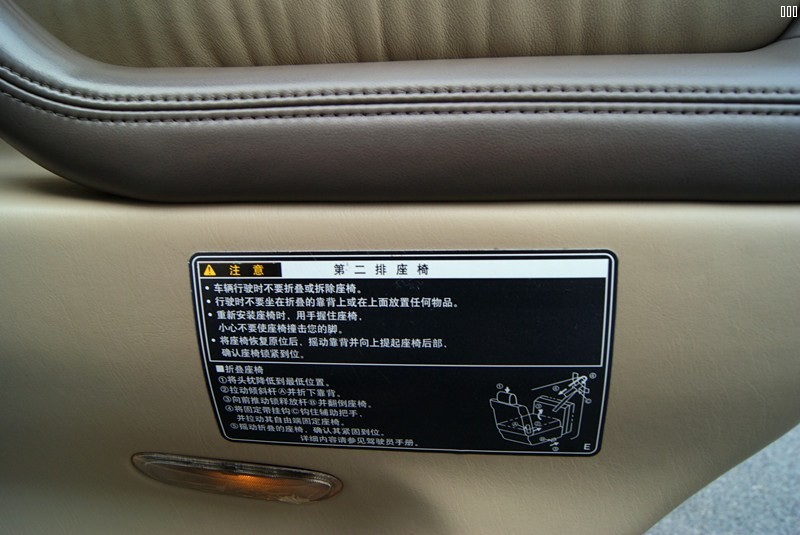 注 意 第 二 排 座 椅
• 车辆行驶时不要折叠或拆除座椅。
• 行驶时不要坐在折叠的靠背上或在上面放置任何物品。
• 重新安装座椅时，用手握住座椅，
小心不要使座椅撞击您的脚。
• 将座椅恢复原位后，摇动靠背并向上提起座椅后部，
确认座椅锁紧到位。
■折叠座椅
①将头枕降低到最低位置。
②拉动倾斜杆Ⓐ并折下靠背。
③向前推动锁释放杆Ⓑ并翻倒座椅。
④将固定带挂钩Ⓒ钩住辅助把手，
并拉动其自由端固定座椅。
⑤摇动折叠的座椅，确认其紧固到位。
详细内容请参见驾驶员手册。
E